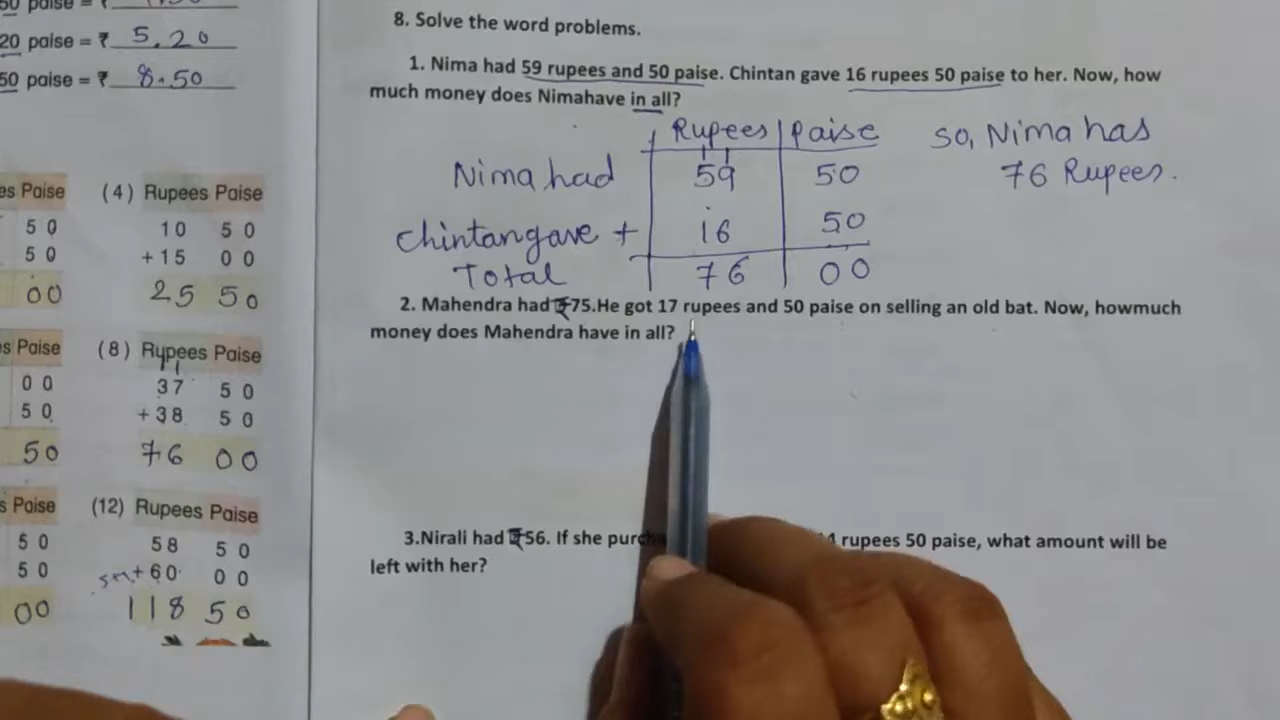 50 paise = ₹
20 paise = ₹ 5.20
50 paise = ₹ 8.50
es Paise
50
50
00
(4) Rupees Paise
10 50
+15 00
25 50
s Paise
00
50
50
(8) Rupees Paise
11
37 50
+38 50
76 00
s Paise
50
50
00
(12) Rupees Paise
58 50
+60 00
118 50
8. Solve the word problems.
1. Nima had 59 rupees and 50 paise. Chintan gave 16 rupees 50 paise to her. Now, how
much money does Nimahave in all?
Rupees Paise
11
Nima had 59 50
Chintan gave + 16 50
Total 76 00
So, Nima has
76 Rupees.
2. Mahendra had ₹75.He got 17 rupees and 50 paise on selling an old bat. Now, howmuch
money does Mahendra have in all?
3.Nirali had ₹56. If she rupees 50 paise, what amount will be
left with her?